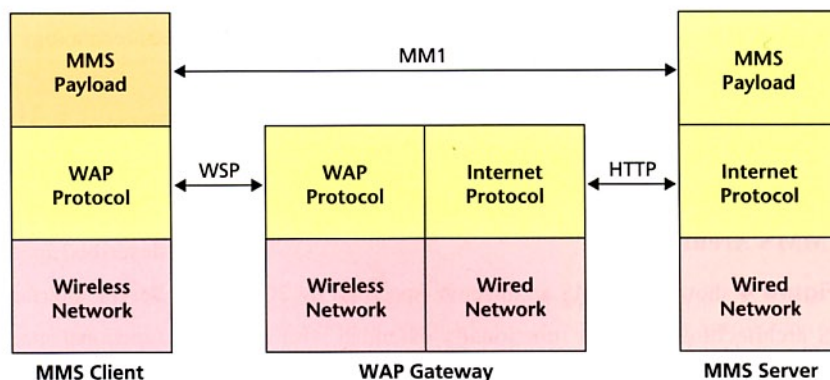 MMS
Payload
MM1
MMS
Payload
WAP
Protocol
WSP
WAP
Protocol
Internet
Protocol
HTTP
Internet
Protocol
Wireless
Network
Wireless
Network
Wired
Network
Wired
Network
MMS Client
WAP Gateway
MMS Server